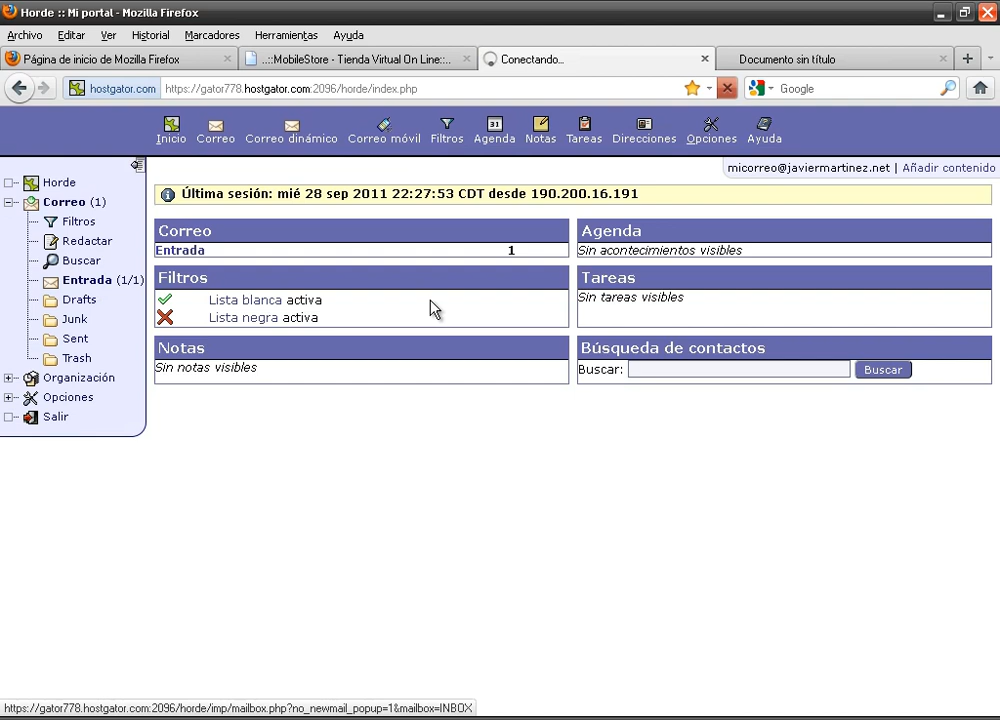 Horde :: Mi portal - Mozilla Firefox
Archivo Editar Ver Historial Marcadores Herramientas Ayuda
Página de inicio de Mozilla Firefox
..::MobileStore - Tienda Virtual On Line::..
Conectando...
Documento sin título
hostgator.com https://gator778.hostgator.com:2096/horde/index.php
Google
Inicio Correo Correo dinámico Correo móvil Filtros Agenda Notas Tareas Direcciones Opciones Ayuda
31
micorreo@javiermartinez.net | Añadir contenido
Horde
Correo (1)
Filtros
Redactar
Buscar
Entrada (1/1)
Drafts
Junk
Sent
Trash
Organización
Opciones
Salir
Última sesión: mié 28 sep 2011 22:27:53 CDT desde 190.200.16.191
Correo
Entrada 1
Filtros
Lista blanca activa
Lista negra activa
Notas
Sin notas visibles
Agenda
Sin acontecimientos visibles
Tareas
Sin tareas visibles
Búsqueda de contactos
Buscar: Buscar
https://gator778.hostgator.com:2096/horde/imp/mailbox.php?no_newmail_popup=1&mailbox=INBOX